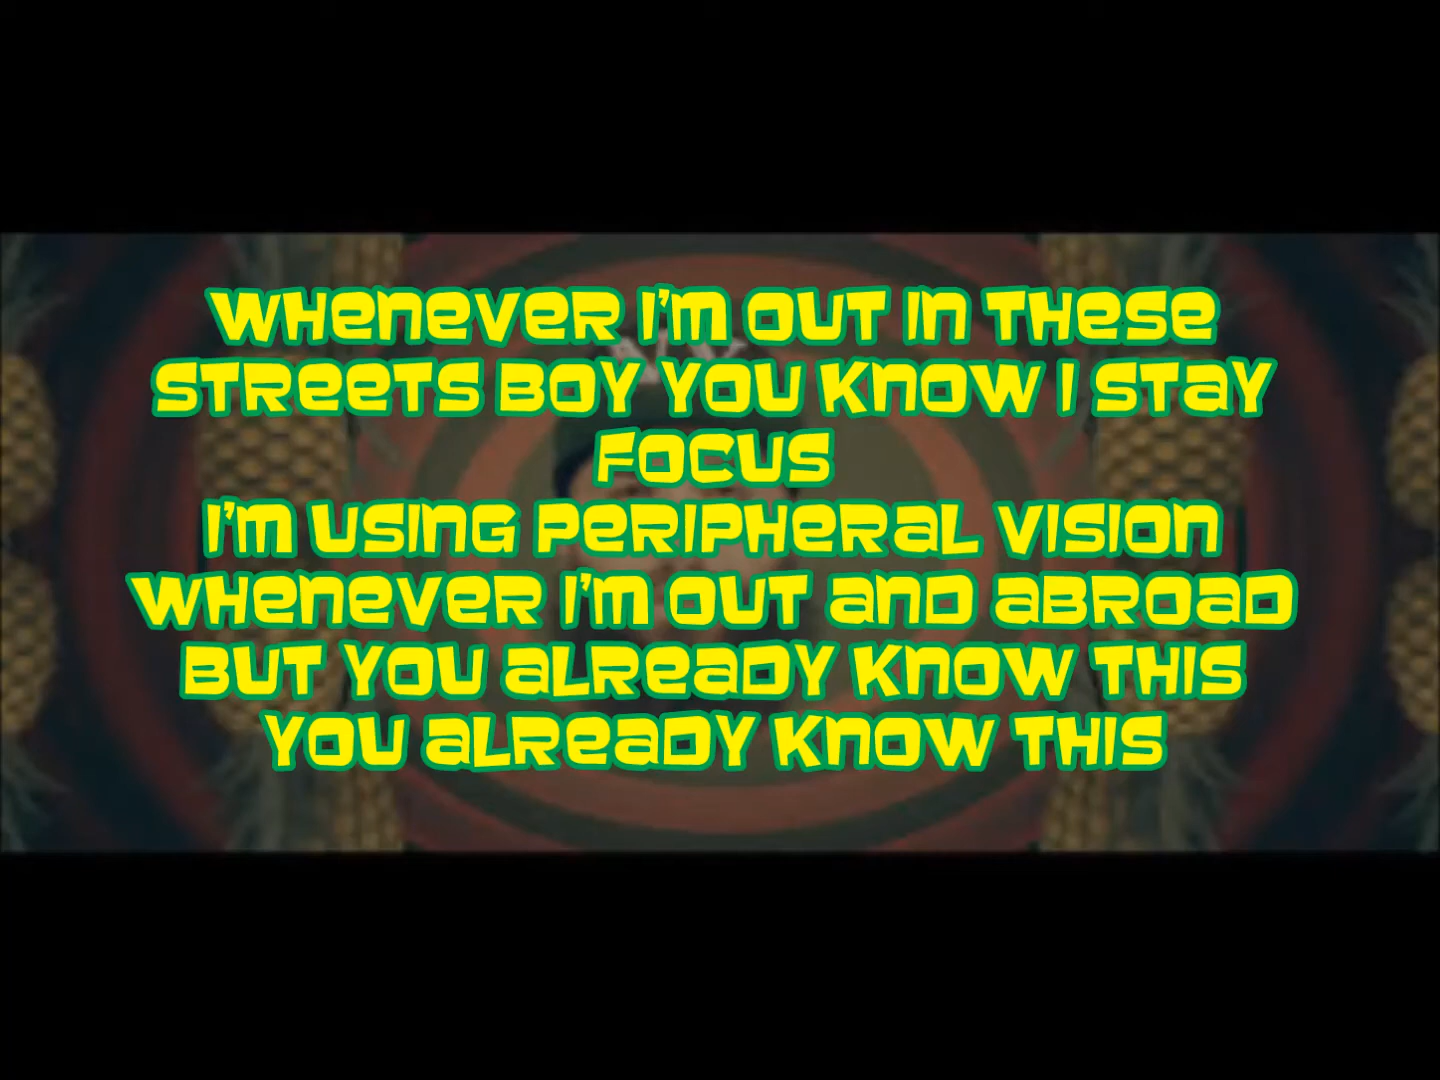 WHENEVER I'M OUT IN THESE
STREETS BOY YOU KNOW I STAY
FOCUS
I'M USING PERIPHERAL VISION
WHENEVER I'M OUT AND ABROAD
BUT YOU ALREADY KNOW THIS
YOU ALREADY KNOW THIS